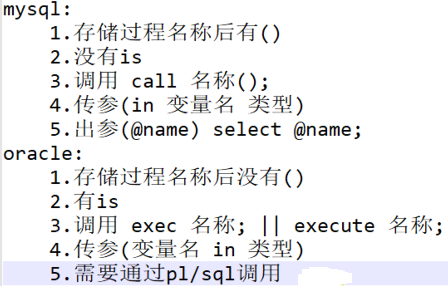 mysql:
1.存储过程名称后有()
2.没有is
3.调用 call 名称();
4.传参(in 变量名 类型)
5.出参(@name) select @name;
oracle:
1.存储过程名称后没有()
2.有is
3.调用 exec 名称; || execute 名称;
4.传参(变量名 in 类型)
5.需要通过pl/sql调用